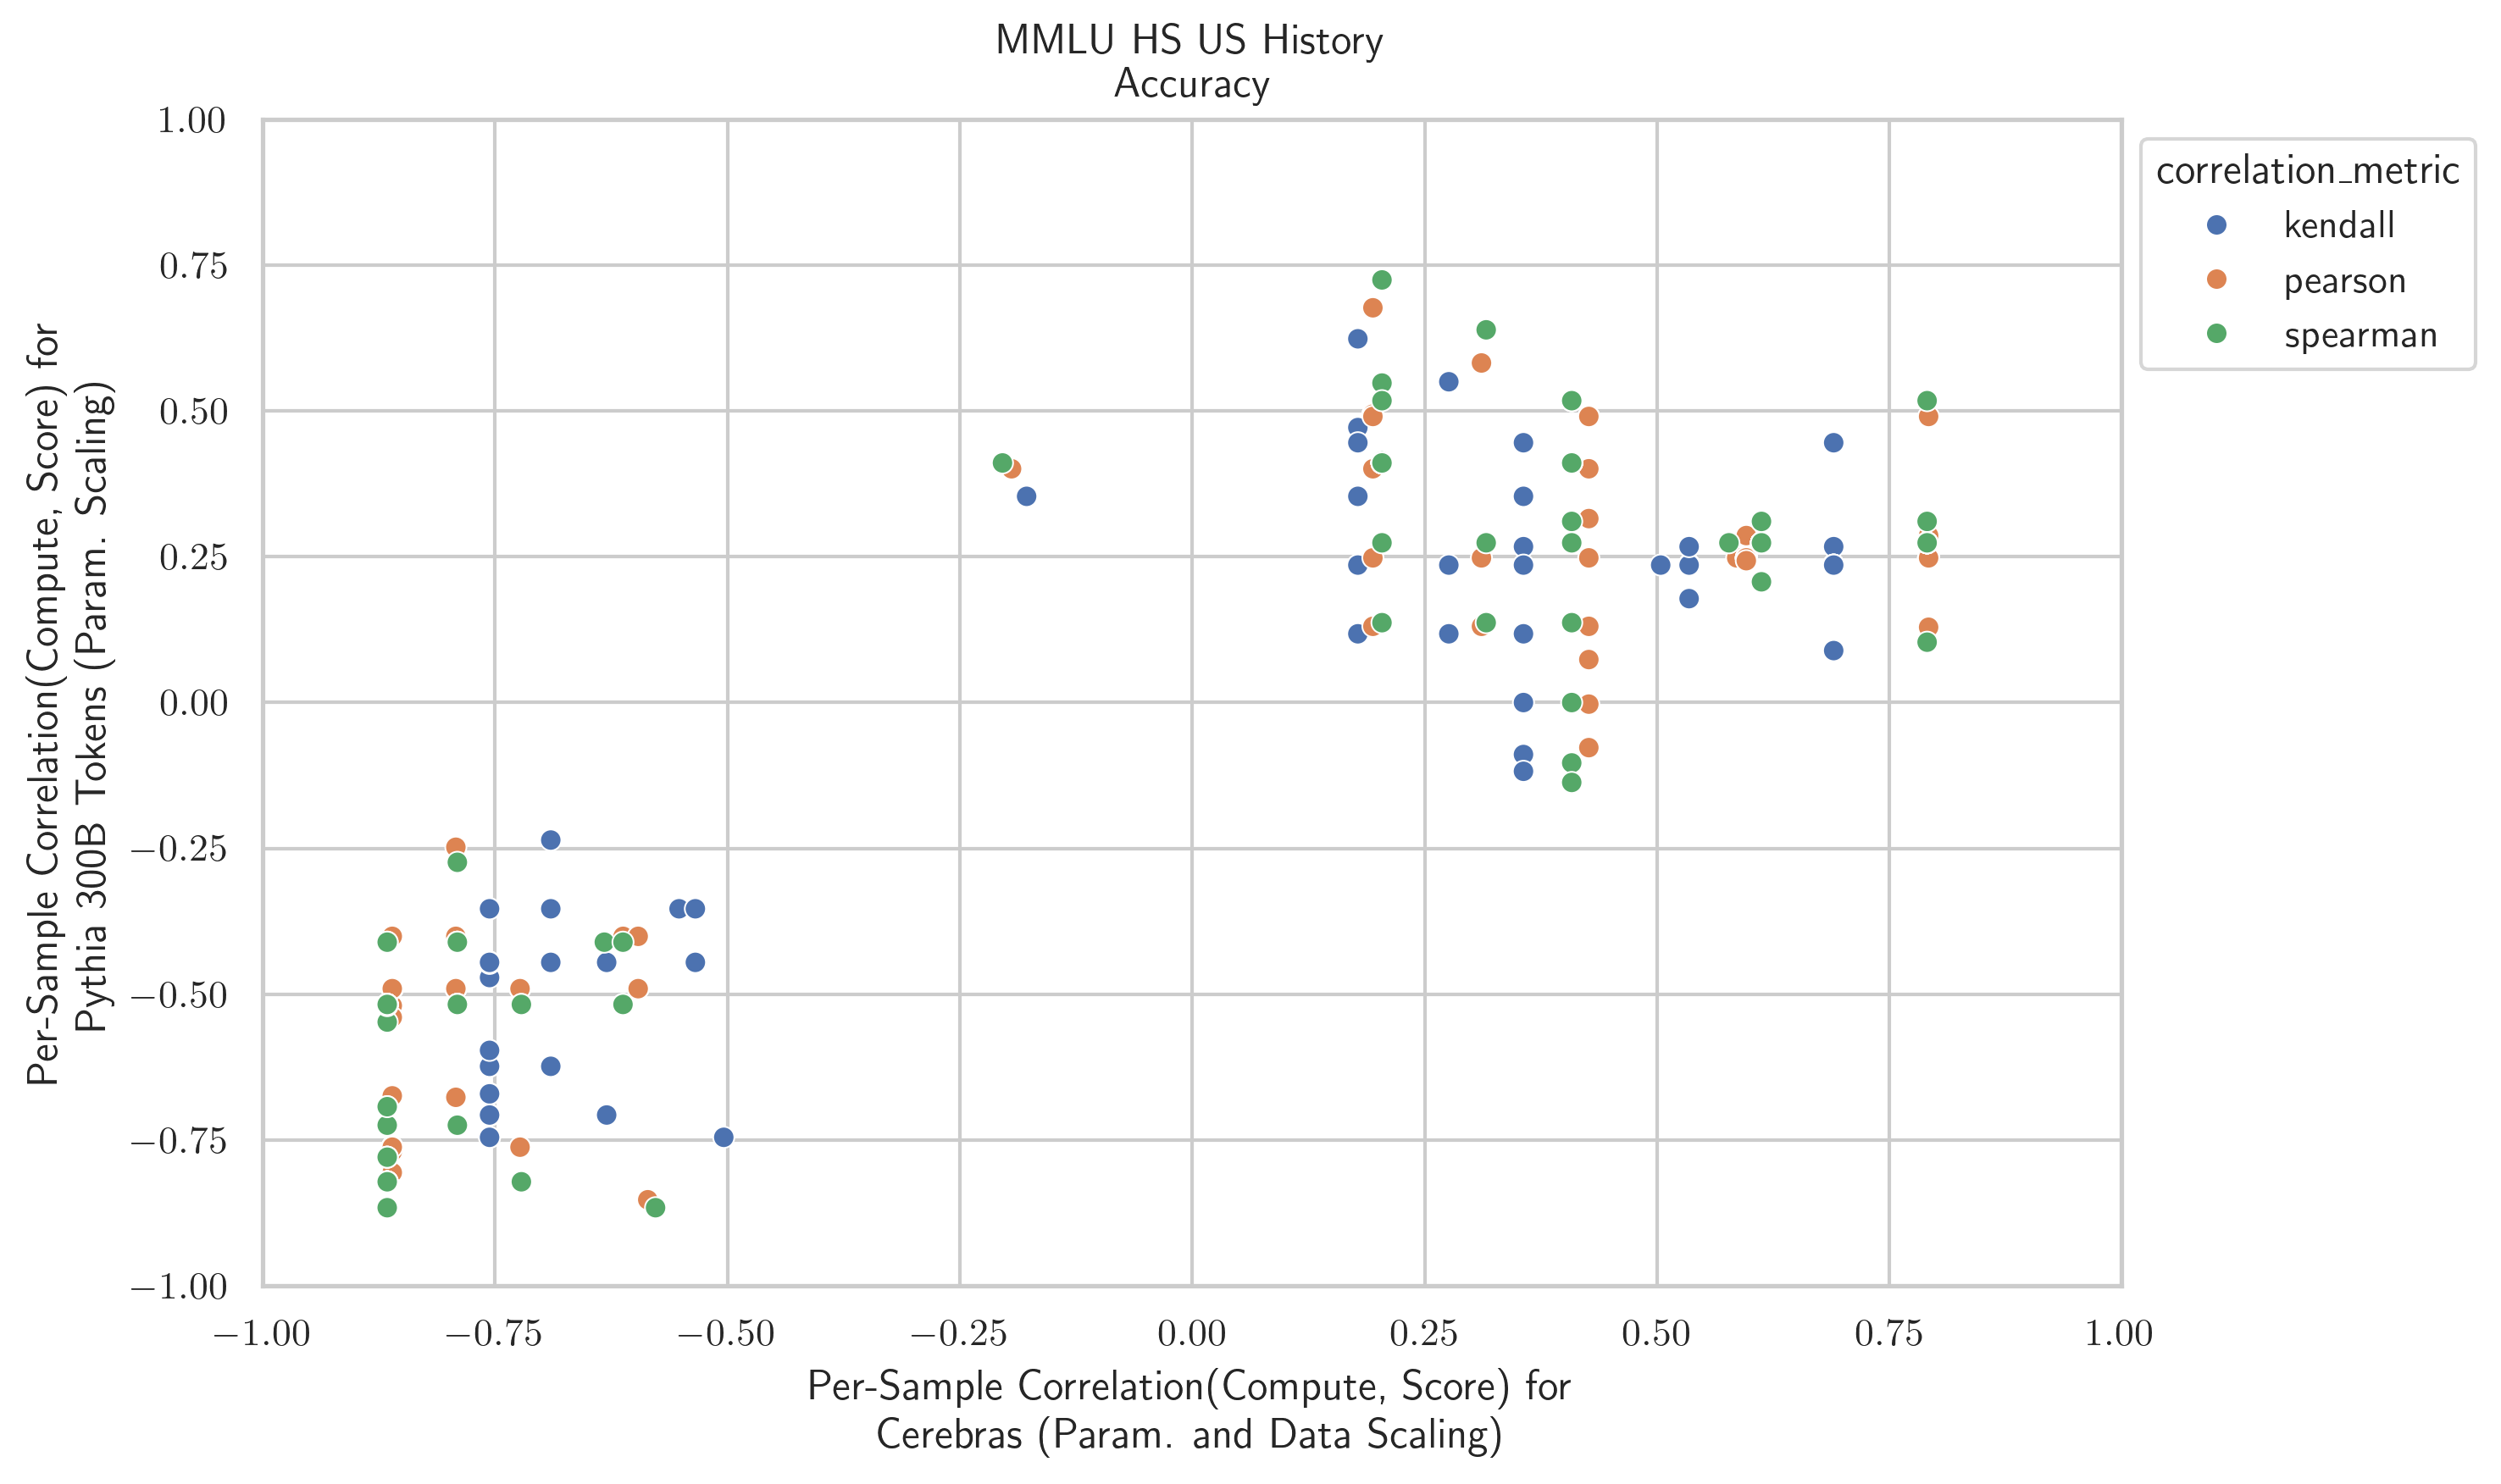 MMLU HS US History
Accuracy
1.00
0.75
0.50
0.25
0.00
−0.25
−0.50
−0.75
−1.00
Per-Sample Correlation(Compute, Score) for
Pythia 300B Tokens (Param. Scaling)
−1.00
−0.75
−0.50
−0.25
0.00
0.25
0.50
0.75
1.00
Per-Sample Correlation(Compute, Score) for
Cerebras (Param. and Data Scaling)
correlation_metric
kendall
pearson
spearman